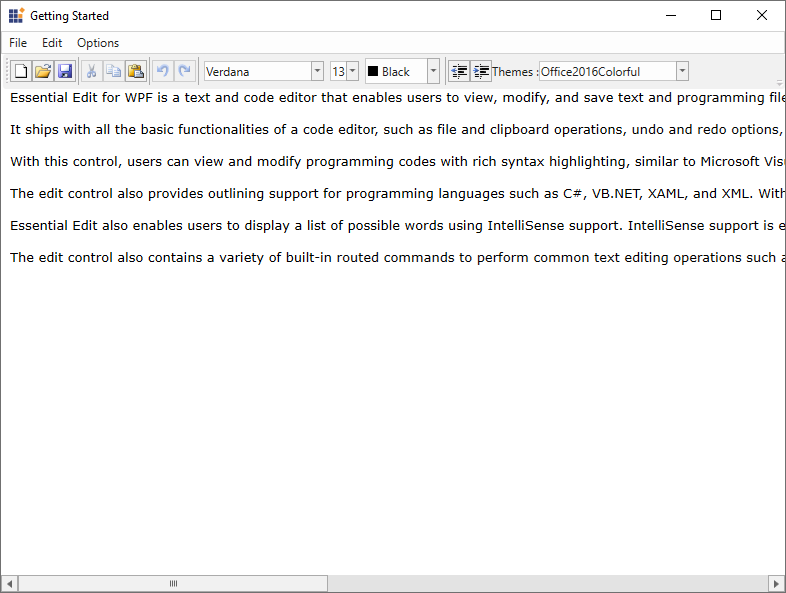 Getting Started
File Edit Options
Verdana 13 Black Themes : Office2016Colorful
Essential Edit for WPF is a text and code editor that enables users to view, modify, and save text and programming file
It ships with all the basic functionalities of a code editor, such as file and clipboard operations, undo and redo options,
With this control, users can view and modify programming codes with rich syntax highlighting, similar to Microsoft Visu
The edit control also provides outlining support for programming languages such as C#, VB.NET, XAML, and XML. With
Essential Edit also enables users to display a list of possible words using IntelliSense support. IntelliSense support is e
The edit control also contains a variety of built-in routed commands to perform common text editing operations such a